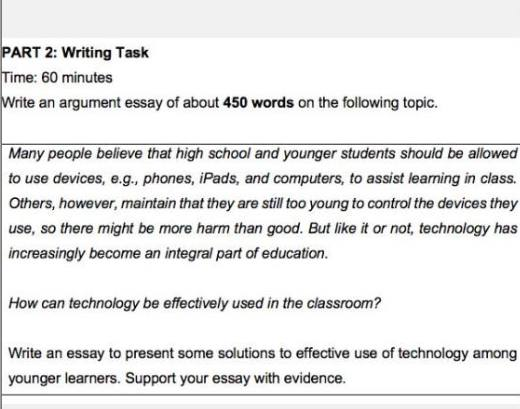 PART 2: Writing Task
Time: 60 minutes
Write an argument essay of about 450 words on the following topic.
Many people believe that high school and younger students should be allowed
to use devices, e.g., phones, iPads, and computers, to assist learning in class.
Others, however, maintain that they are still too young to control the devices they
use, so there might be more harm than good. But like it or not, technology has
increasingly become an integral part of education.
How can technology be effectively used in the classroom?
Write an essay to present some solutions to effective use of technology among
younger learners. Support your essay with evidence.